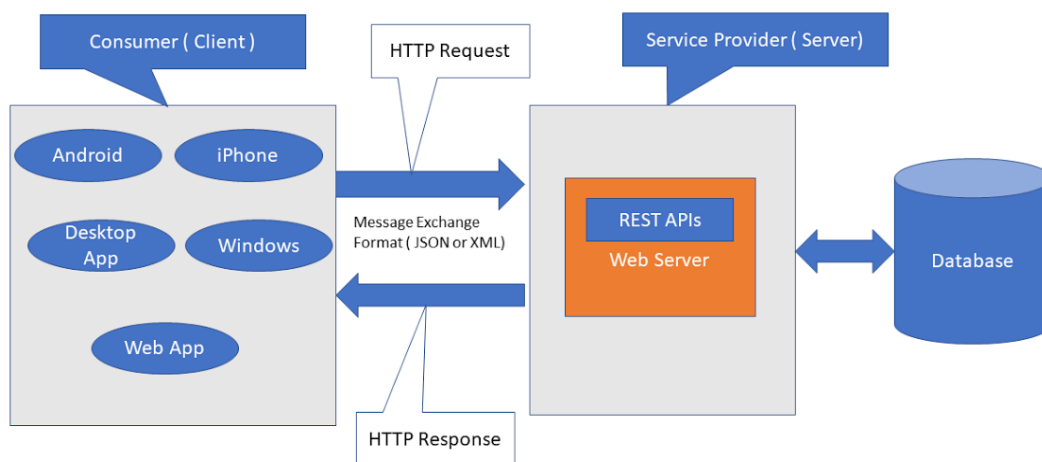 Consumer ( Client )
HTTP Request
Service Provider ( Server)
Android
iPhone
Desktop
App
Windows
Web App
Message Exchange
Format ( JSON or XML)
REST APIs
Web Server
Database
HTTP Response